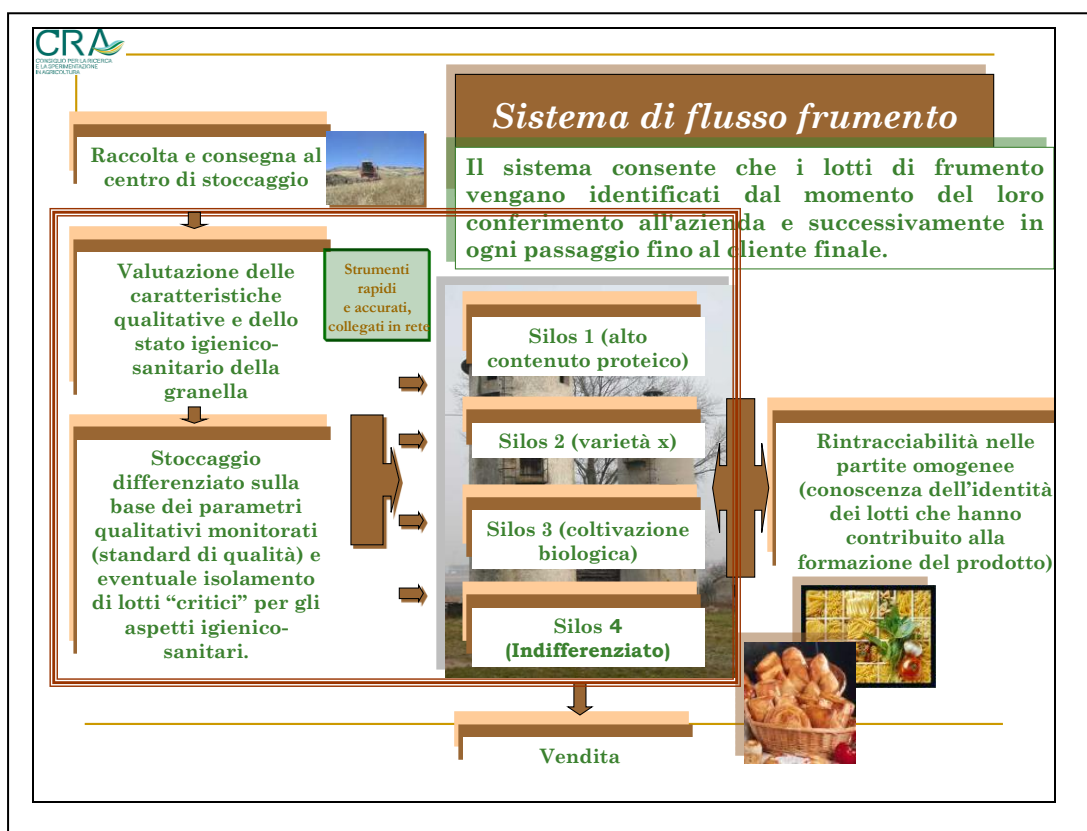 CRA
CONSIGLIO PER LA RICERCA
E LA SPERIMENTAZIONE
IN AGRICOLTURA
Sistema di flusso frumento
Il sistema consente che i lotti di frumento
vengano identificati dal momento del loro
conferimento all'azienda e successivamente in
ogni passaggio fino al cliente finale.
Raccolta e consegna al
centro di stoccaggio
Valutazione delle
caratteristiche
qualitative e dello
stato igienico-
sanitario della
granella
Strumenti
rapidi
e accurati,
collegati in rete
Stoccaggio
differenziato sulla
base dei parametri
qualitativi monitorati
(standard di qualità) e
eventuale isolamento
di lotti “critici” per gli
aspetti igienico-
sanitari.
Silos 1 (alto
contenuto proteico)
Silos 2 (varietà x)
Silos 3 (coltivazione
biologica)
Silos 4
(Indifferenziato)
Rintracciabilità nelle
partite omogenee
(conoscenza dell’identità
dei lotti che hanno
contribuito alla
formazione del prodotto)
Vendita